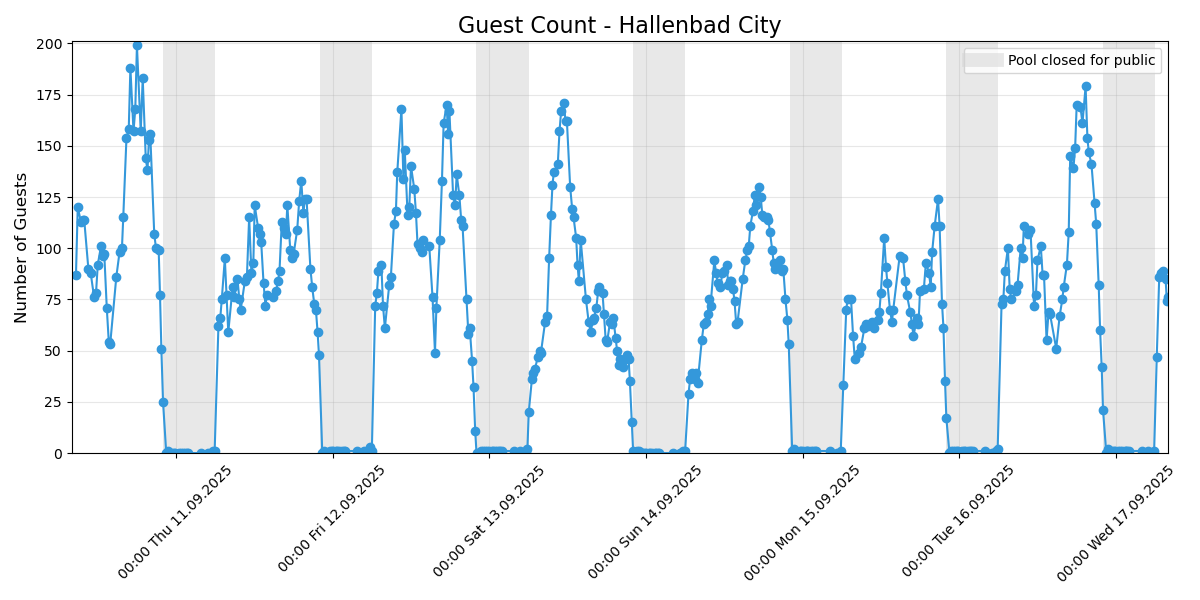 Guest Count - Hallenbad City
Pool closed for public
Number of Guests
200
175
150
125
100
75
50
25
0
00:00 Thu 11.09.2025
00:00 Fri 12.09.2025
00:00 Sat 13.09.2025
00:00 Sun 14.09.2025
00:00 Mon 15.09.2025
00:00 Tue 16.09.2025
00:00 Wed 17.09.2025